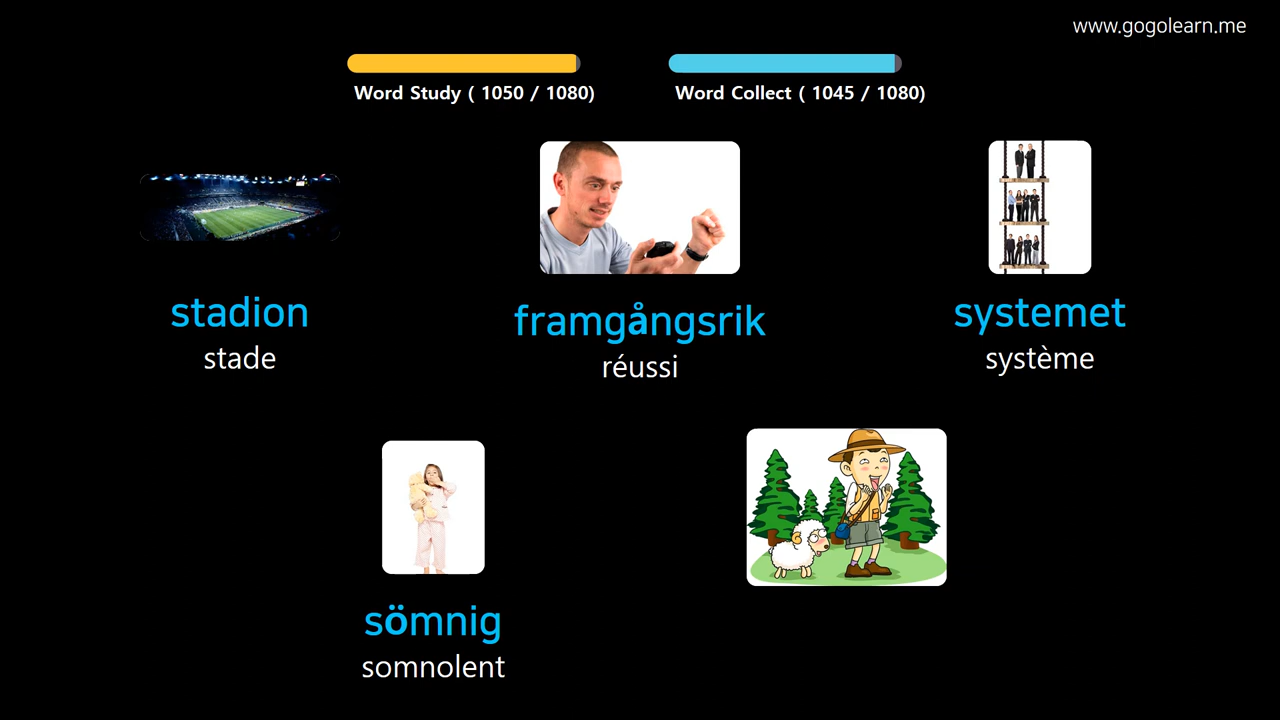 www.gogolearn.me
Word Study ( 1050 / 1080)
Word Collect ( 1045 / 1080)
stadion
stade
framgångsrik
réussi
systemet
système
sömnig
somnolent